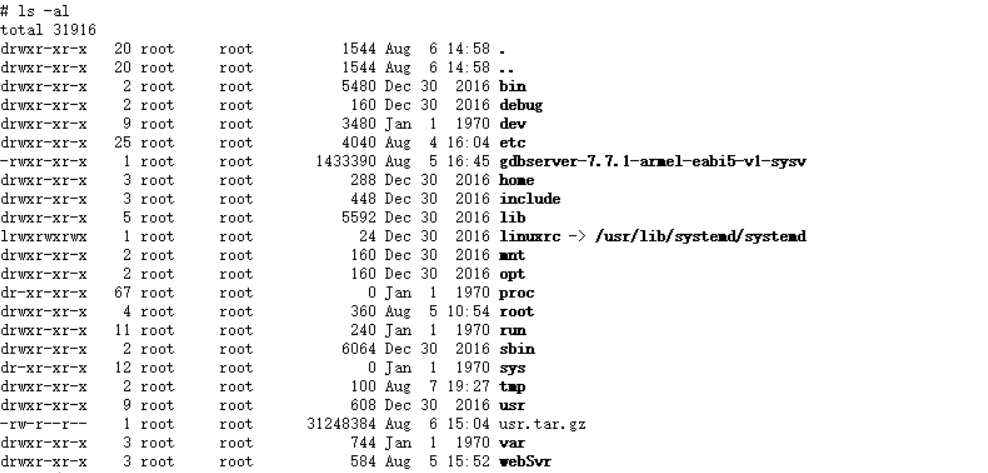 # ls -al
total 31916
drwxr-xr-x 20 root root 1544 Aug 6 14:58 .
drwxr-xr-x 20 root root 1544 Aug 6 14:58 ..
drwxr-xr-x 2 root root 5480 Dec 30 2016 bin
drwxr-xr-x 2 root root 160 Dec 30 2016 debug
drwxr-xr-x 9 root root 3480 Jan 1 1970 dev
drwxr-xr-x 25 root root 4040 Aug 4 16:04 etc
-rwxr-xr-x 1 root root 1433390 Aug 5 16:45 gdbserver-7.7.1-armel-eabi5-v1-sysv
drwxr-xr-x 3 root root 288 Dec 30 2016 home
drwxr-xr-x 3 root root 448 Dec 30 2016 include
drwxr-xr-x 5 root root 5592 Dec 30 2016 lib
lrwxrwxrwx 1 root root 24 Dec 30 2016 linuxrc -> /usr/lib/systemd/systemd
drwxr-xr-x 2 root root 160 Dec 30 2016 mnt
drwxr-xr-x 2 root root 160 Dec 30 2016 opt
dr-xr-xr-x 67 root root 0 Jan 1 1970 proc
drwxr-xr-x 4 root root 360 Aug 5 10:54 root
drwxr-xr-x 11 root root 240 Jan 1 1970 run
drwxr-xr-x 2 root root 6064 Dec 30 2016 sbin
dr-xr-xr-x 12 root root 0 Jan 1 1970 sys
drwxr-xr-x 2 root root 100 Aug 7 19:27 tmp
drwxr-xr-x 9 root root 608 Dec 30 2016 usr
-rw-r--r-- 1 root root 31248384 Aug 6 15:04 usr.tar.gz
drwxr-xr-x 3 root root 744 Jan 1 1970 var
drwxr-xr-x 3 root root 584 Aug 5 15:52 webSvr